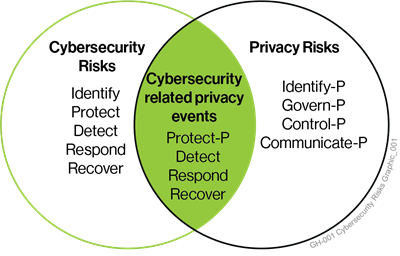 Cybersecurity
Risks
Identify
Protect
Detect
Respond
Recover
Cybersecurity
related privacy
events
Protect-P
Detect
Respond
Recover
Privacy Risks
Identify-P
Govern-P
Control-P
Communicate-P
GH-001 Cybersecurity Risks Graphic_001